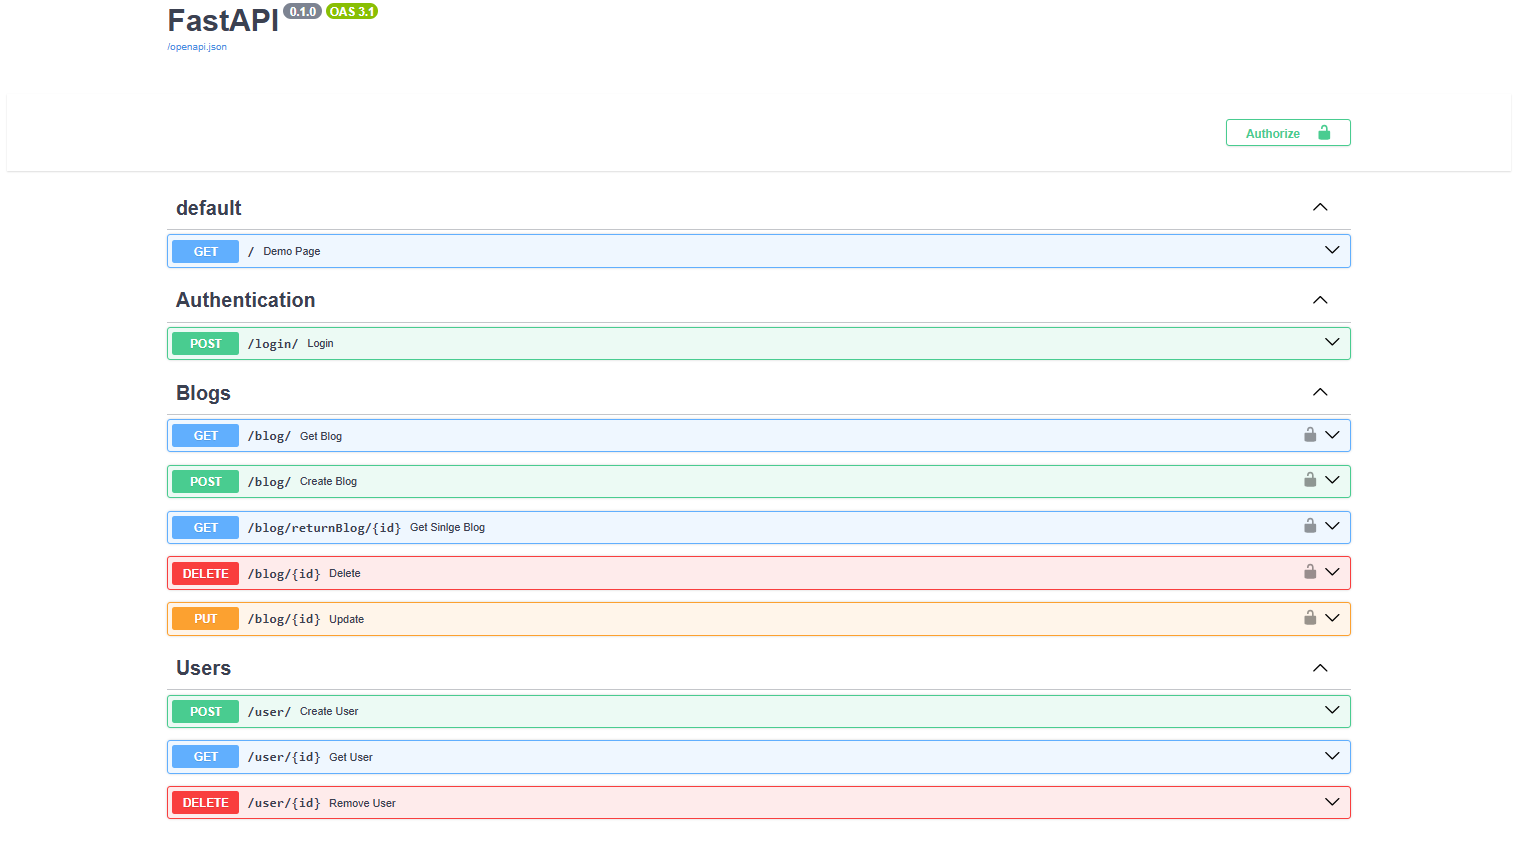 FastAPI 0.1.0 OAS 3.1
/openapi.json
Authorize
default
GET / Demo Page
Authentication
POST /login/ Login
Blogs
GET /blog/ Get Blog
POST /blog/ Create Blog
GET /blog/returnBlog/{id} Get Sinlge Blog
DELETE /blog/{id} Delete
PUT /blog/{id} Update
Users
POST /user/ Create User
GET /user/{id} Get User
DELETE /user/{id} Remove User